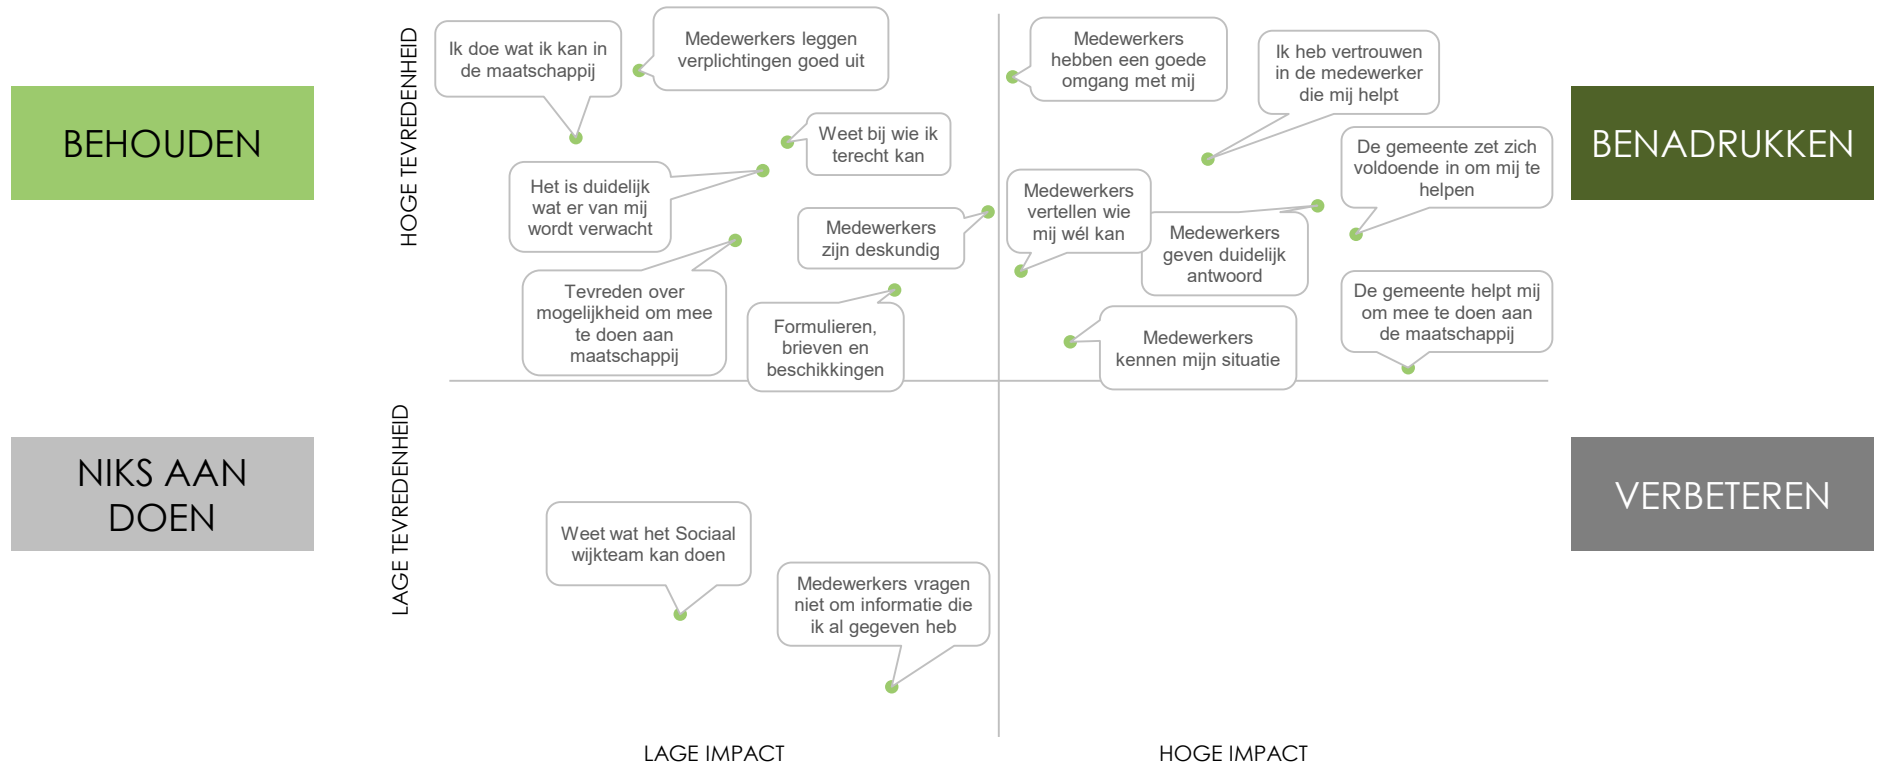 BEHOUDEN
NIKS AAN
DOEN
HOGE TEVREDENHEID
LAGE TEVREDENHEID
Ik doe wat ik kan in
de maatschappij
Medewerkers leggen
verplichtingen goed uit
Weet bij wie ik
terecht kan
Het is duidelijk
wat er van mij
wordt verwacht
Medewerkers
zijn deskundig
Tevreden over
mogelijkheid om mee
te doen aan
maatschappij
Formulieren,
brieven en
beschikkingen
Medewerkers
hebben een goede
omgang met mij
Ik heb vertrouwen
in de medewerker
die mij helpt
De gemeente zet zich
voldoende in om mij te
helpen
Medewerkers
vertellen wie
mij wél kan
Medewerkers
geven duidelijk
antwoord
De gemeente helpt mij
om mee te doen aan
de maatschappij
Medewerkers
kennen mijn situatie
Weet wat het Sociaal
wijkteam kan doen
Medewerkers vragen
niet om informatie die
ik al gegeven heb
BENADRUKKEN
VERBETEREN
LAGE IMPACT
HOGE IMPACT